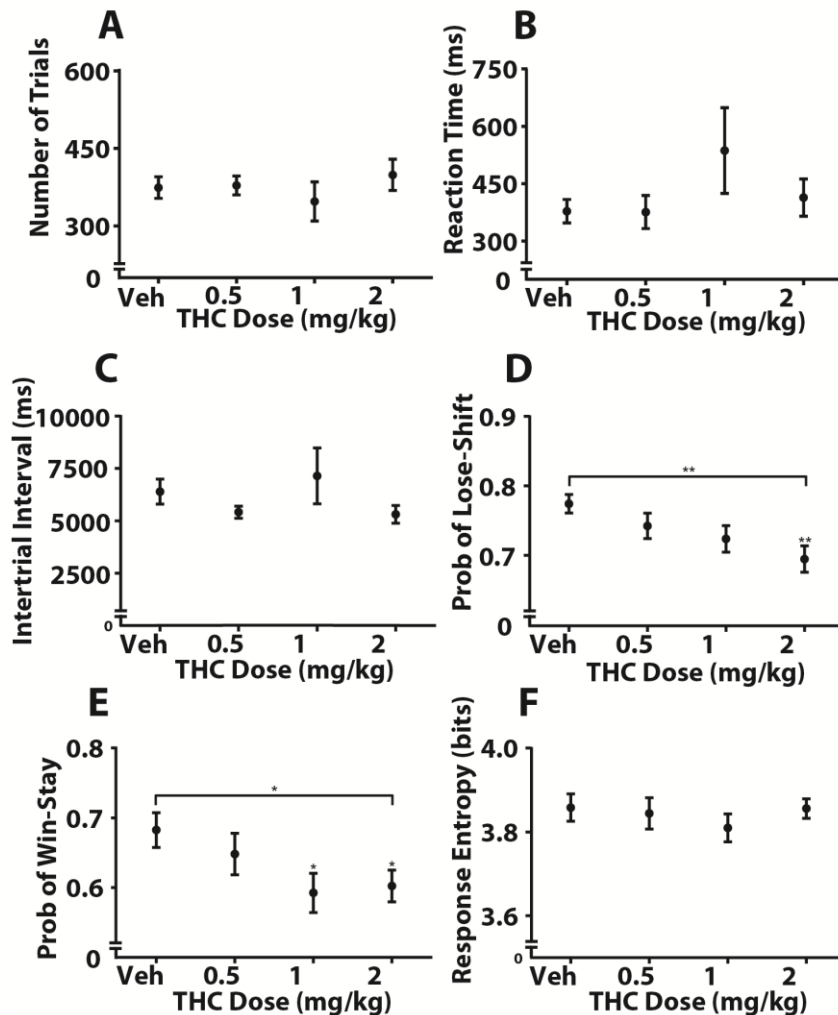 A
Number of Trials
600
450
300
0
Veh 0.5 1 2
THC Dose (mg/kg)
B
Reaction Time (ms)
750
600
450
300
0
Veh 0.5 1 2
THC Dose (mg/kg)
C
Intertrial Interval (ms)
10000
7500
5000
2500
0
Veh 0.5 1 2
THC Dose (mg/kg)
D
Prob of Lose-Shift
0.9
0.8
0.7
0
**
**
Veh 0.5 1 2
THC Dose (mg/kg)
E
Prob of Win-Stay
0.8
0.7
0.6
0
*
* *
Veh 0.5 1 2
THC Dose (mg/kg)
F
Response Entropy (bits)
4.0
3.8
3.6
0
Veh 0.5 1 2
THC Dose (mg/kg)